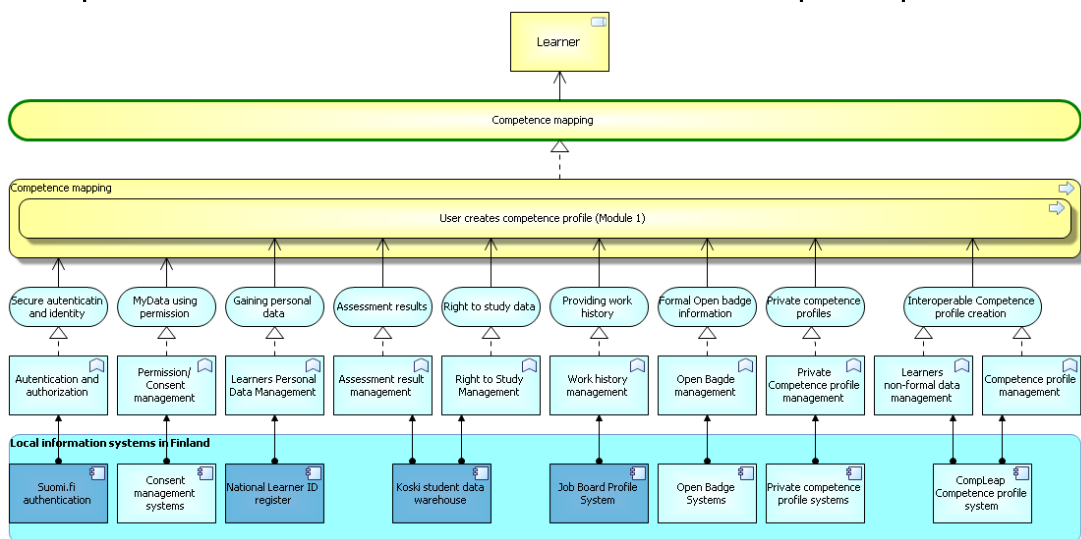 Learner
Competence mapping
Competence mapping
User creates competence profile (Module 1)
Secure autenticatin
and identity
MyData using
permission
Gaining personal
data
Assessment results
Right to study data
Providing work
history
Formal Open badge
information
Private competence
profiles
Interoperable Competence
profile creation
Autentication and
authorization
Permission/
Consent
management
Learners Personal
Data Management
Assessment result
management
Right to Study
Management
Work history
management
Open Bagde
management
Private
Competence profile
management
Learners
non-formal data
management
Competence profile
management
Local information systems in Finland
Suomi.fi
authentication
Consent
management
systems
National Learner ID
register
Koski student data
warehouse
Job Board Profile
System
Open Badge
Systems
Private competence
profile systems
CompLeap
Competence profile
system